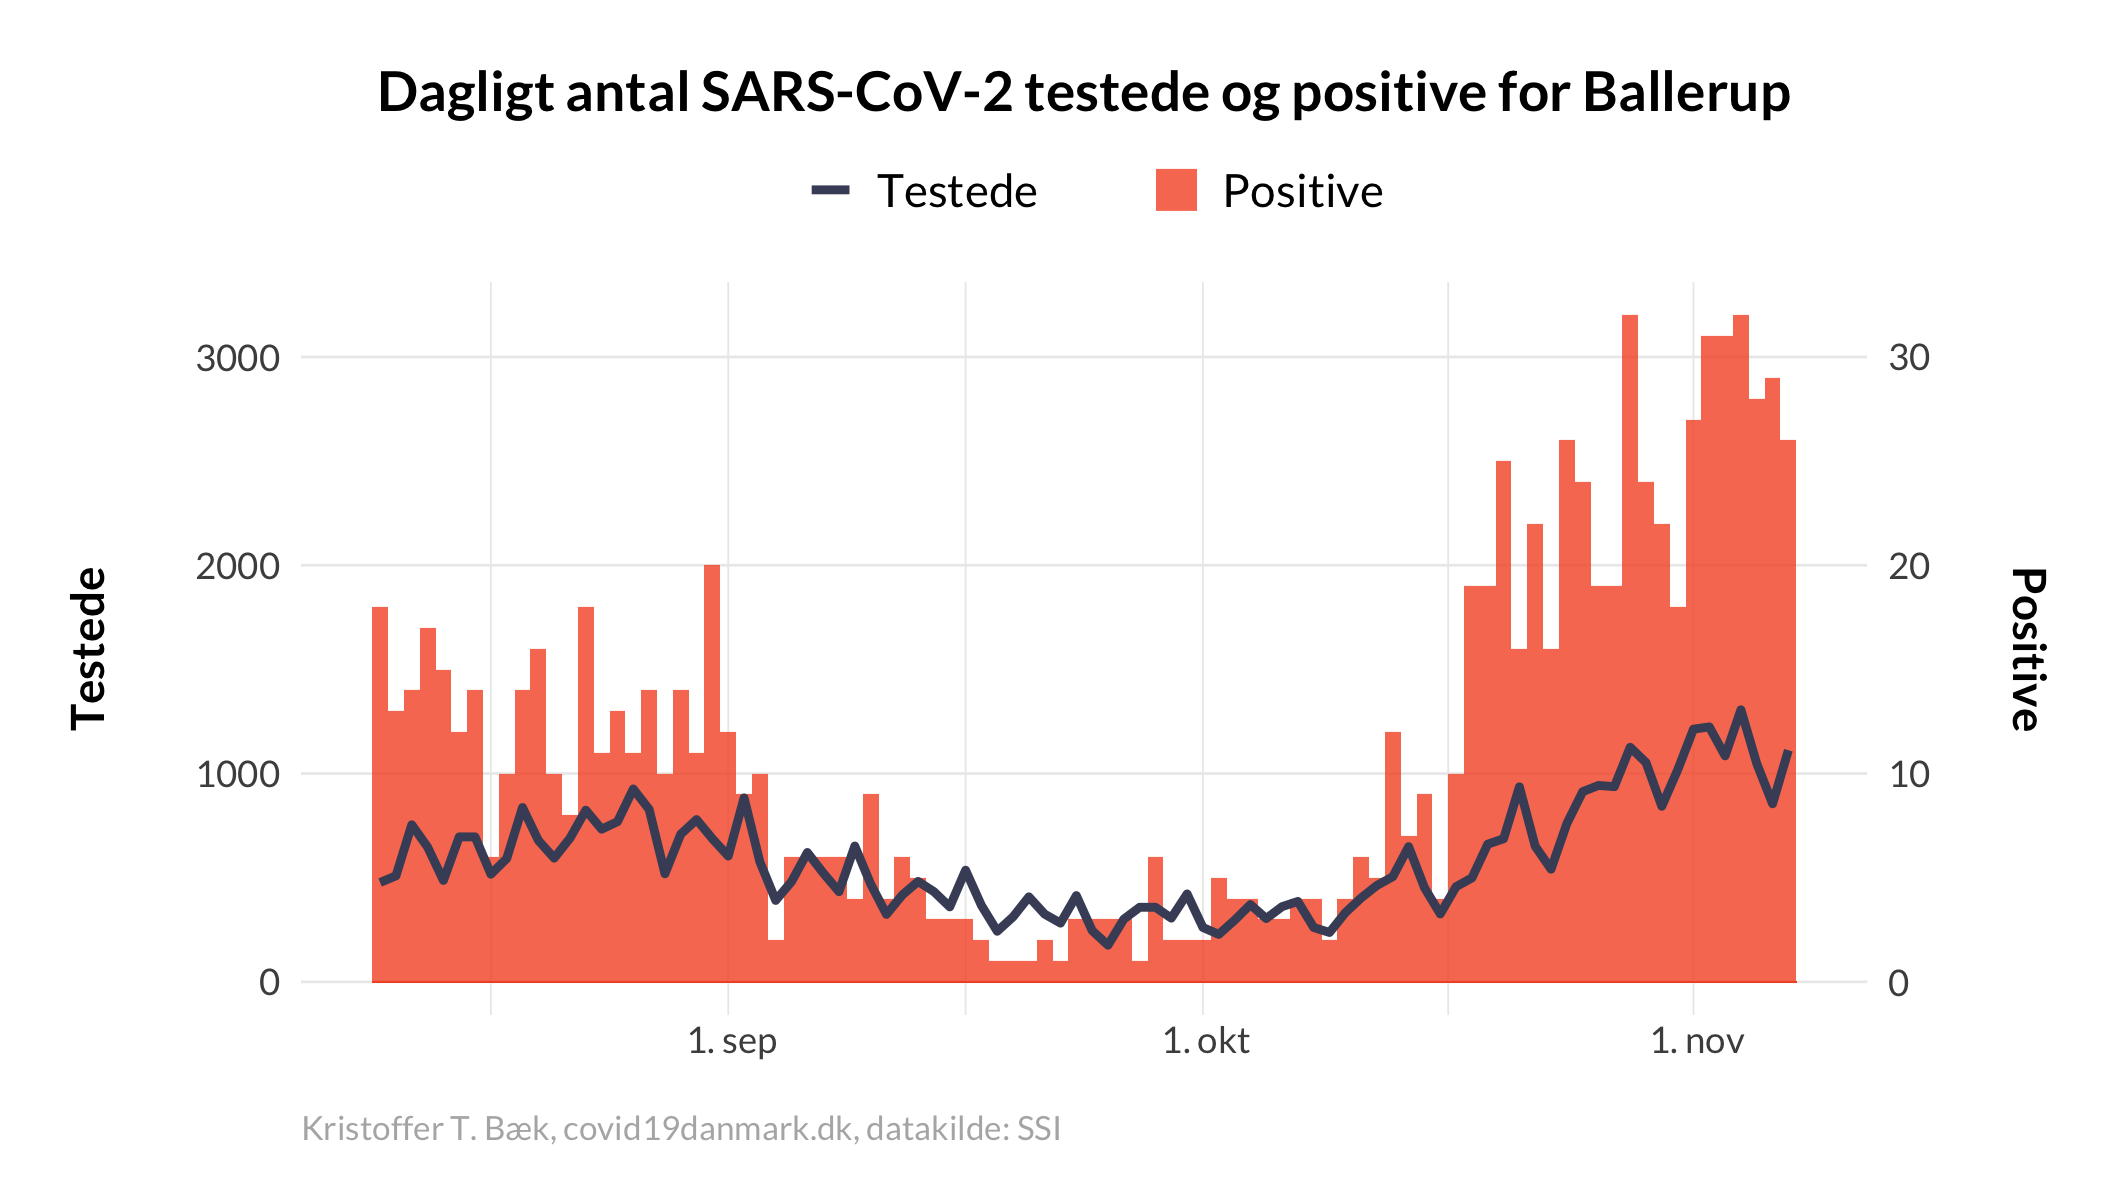 Dagligt antal SARS-CoV-2 testede og positive for Ballerup
Testede
Positive
3000
2000
1000
0
30
20
10
0
Testede
Positive
1. sep
1. okt
1. nov
Kristoffer T. Bæk, covid19danmark.dk, datakilde: SSI